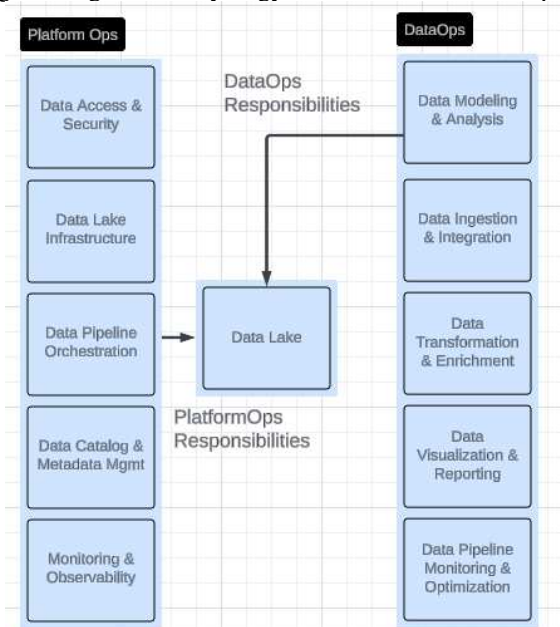 Platform Ops
Data Access &
Security
Data Lake
Infrastructure
Data Pipeline
Orchestration
Data Catalog &
Metadata Mgmt
Monitoring &
Observability
DataOps
Responsibilities
Data Lake
PlatformOps
Responsibilities
DataOps
Data Modeling
& Analysis
Data Ingestion
& Integration
Data
Transformation
& Enrichment
Data
Visualization &
Reporting
Data Pipeline
Monitoring &
Optimization